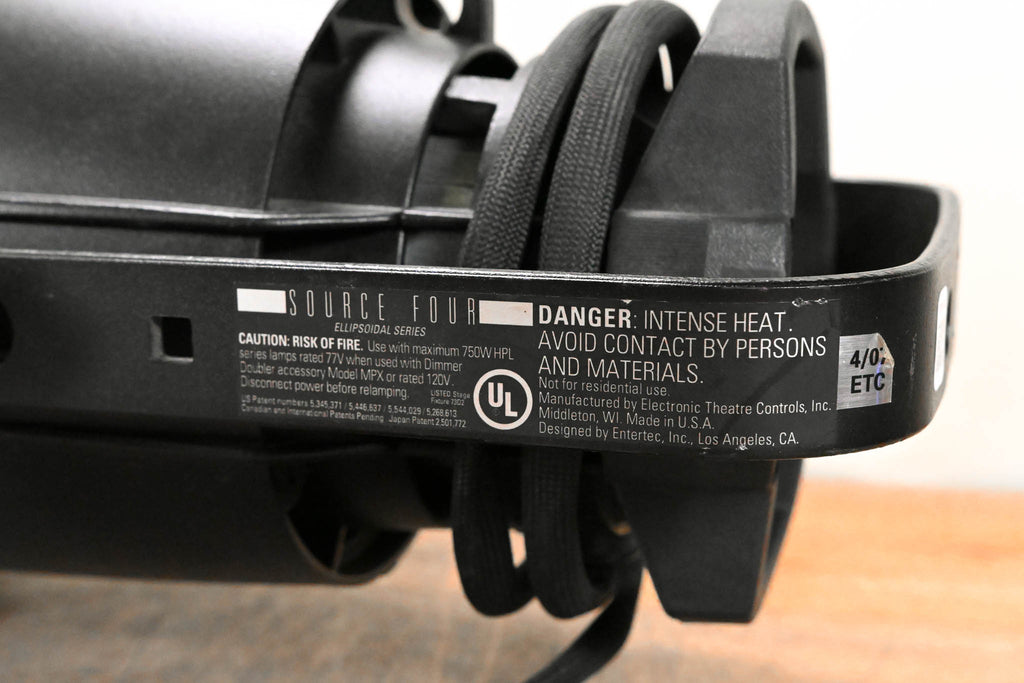 SOURCE FOUR
ELLIPSOIDAL SERIES
CAUTION: RISK OF FIRE. Use with maximum 750W HPL
series lamps rated 77V when used with Dimmer
Doubler accessory Model MPX or rated 120V.
Disconnect power before relamping.
LISTED Stage
Fixture 73D2
US Patent numbers 5,345,371 / 5,446,637 / 5,544,029 / 5,268,613
Canadian and International Patents Pending Japan Patent 2,501,772
UL
DANGER: INTENSE HEAT.
AVOID CONTACT BY PERSONS
AND MATERIALS.
Not for residential use.
Manufactured by Electronic Theatre Controls, Inc.
Middleton, WI. Made in U.S.A.
Designed by Entertec, Inc., Los Angeles, CA.
ETC